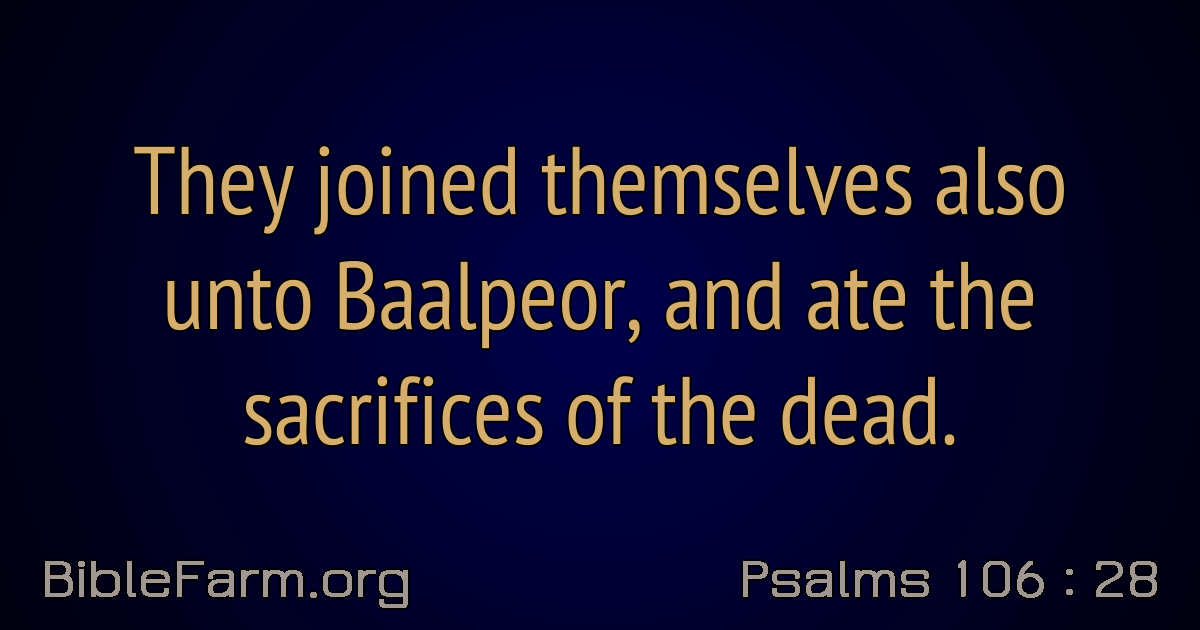 They joined themselves also
unto Baalpeor, and ate the
sacrifices of the dead.
BibleFarm.org
Psalms 106 : 28